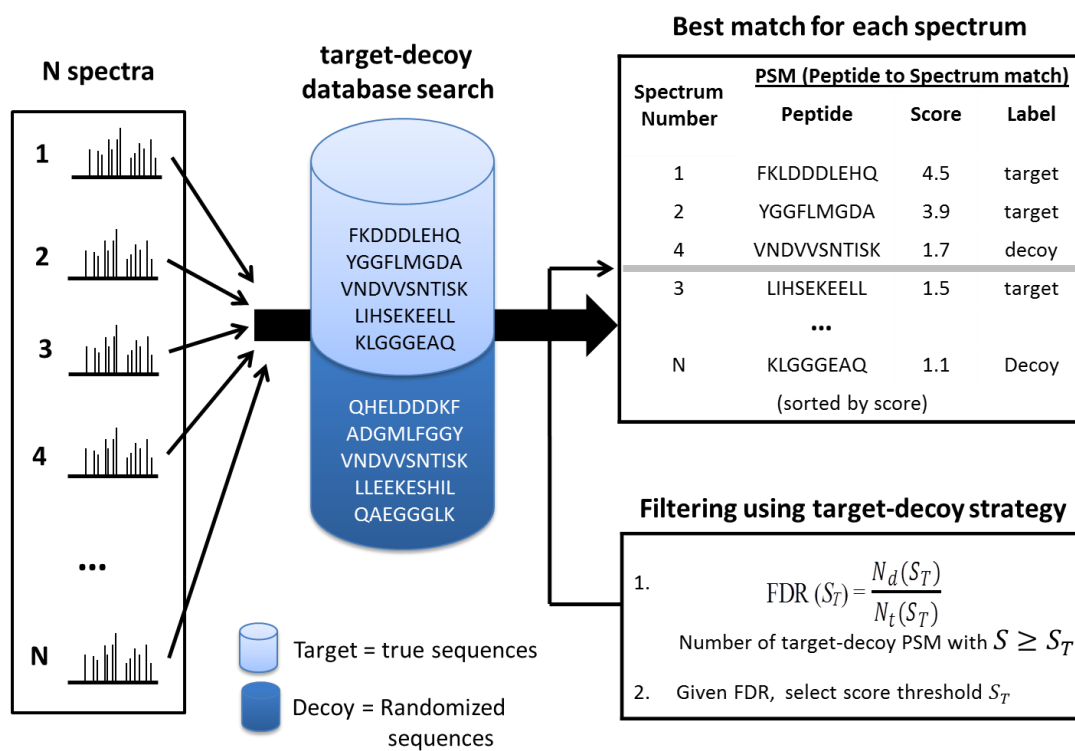 N spectra
1
2
3
4
...
N
target-decoy
database search
FKDDDLEHQ
YGGFLMGDA
VNDVVSNTISK
LIHSEKEELL
KLGGGEAQ
QHELDDDKF
ADGMLFGGY
VNDVVSNTISK
LLEEKESHIL
QAEGGGLK
Target = true sequences
Decoy = Randomized
sequences
Best match for each spectrum
PSM (Peptide to Spectrum match)
Spectrum
Number Peptide Score Label
1 FKLDDDLEHQ 4.5 target
2 YGGFLMGDA 3.9 target
4 VNDVVSNTISK 1.7 decoy
3 LIHSEKEELL 1.5 target
...
N KLGGGEAQ 1.1 Decoy
(sorted by score)
Filtering using target-decoy strategy
1. FDR (S_T) = N_d(S_T) / N_t(S_T)
Number of target-decoy PSM with S ≥ S_T
2. Given FDR, select score threshold S_T